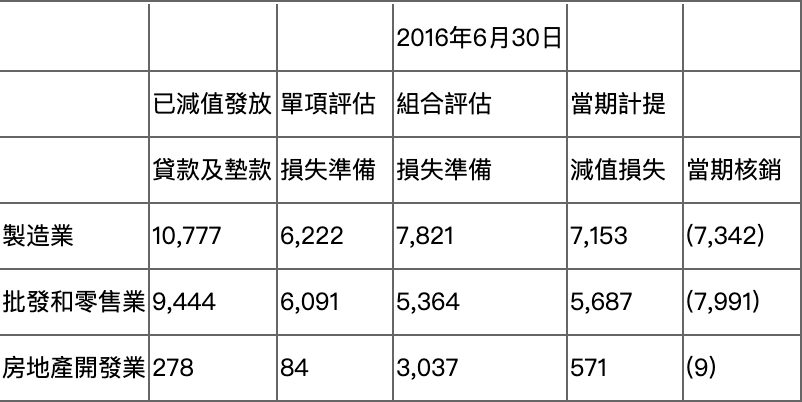 2016年6月30日
已減值發放 單項評估 組合評估 當期計提
貸款及墊款 損失準備 損失準備 減值損失 當期核銷
製造業 10,777 6,222 7,821 7,153 (7,342)
批發和零售業 9,444 6,091 5,364 5,687 (7,991)
房地產開發業 278 84 3,037 571 (9)